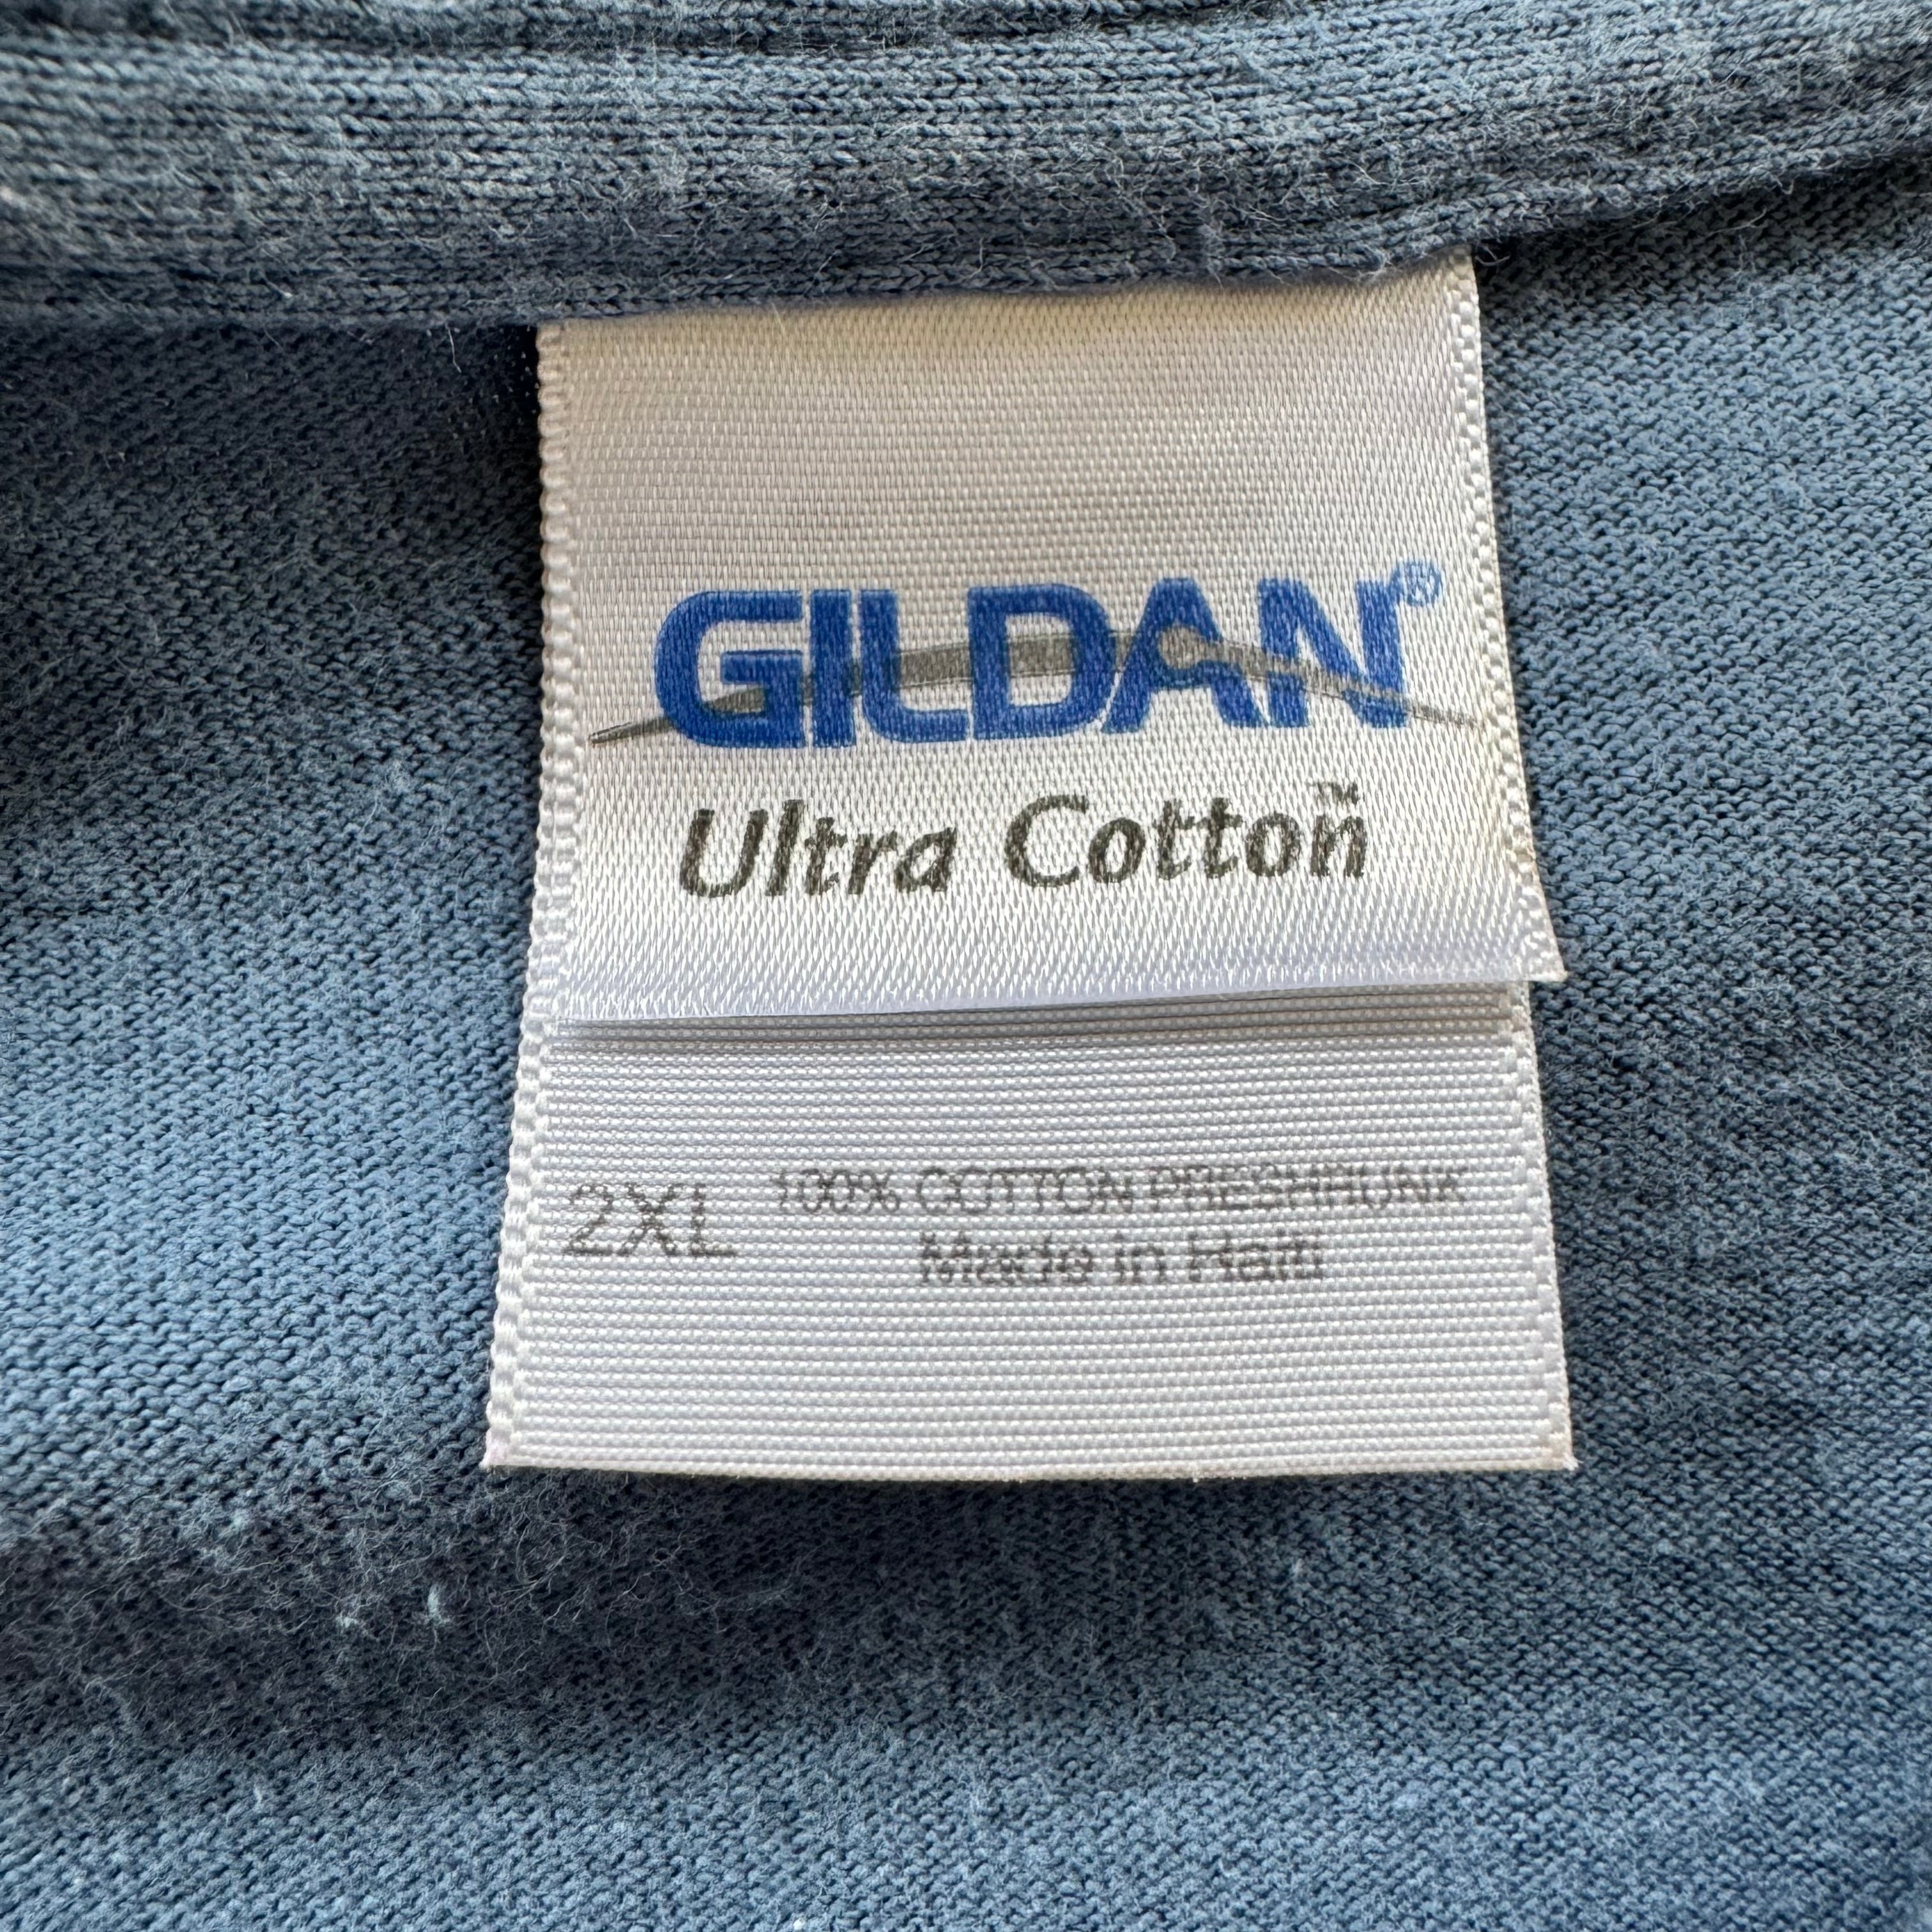 GILDAN®
Ultra Cotton™
2XL 100% COTTON PRESHRUNK
Made in Haiti